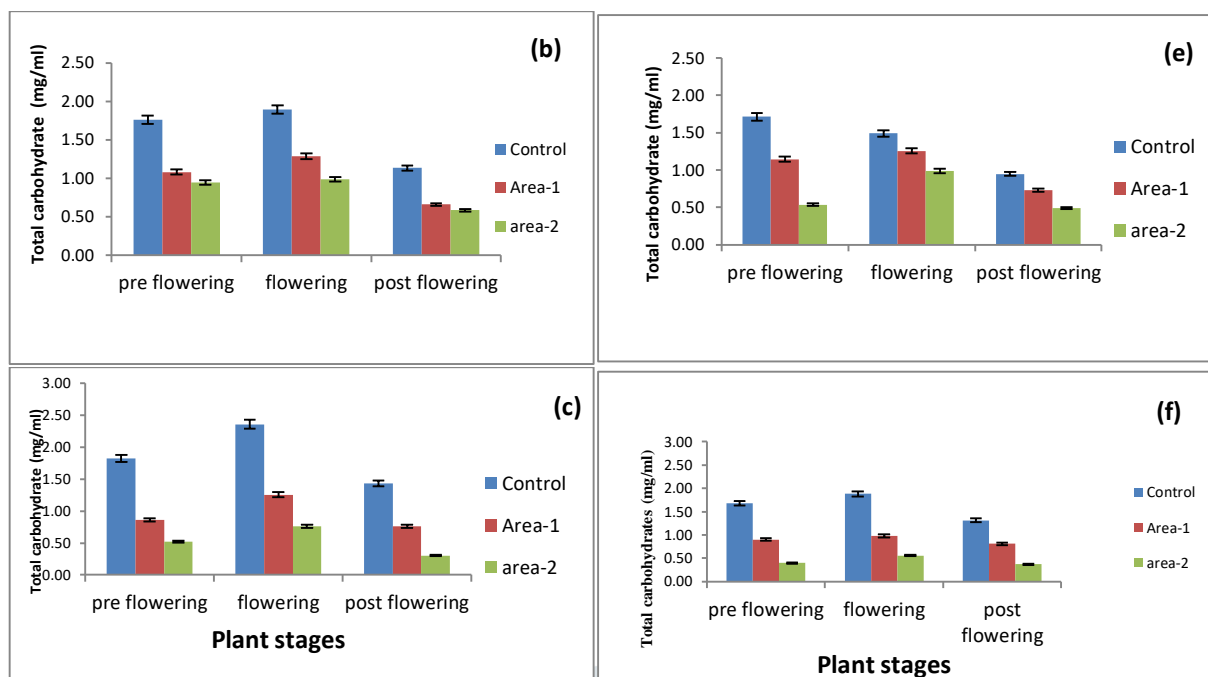 (b)
Total carbohydrate (mg/ml)
2.50
2.00
1.50
1.00
0.50
0.00
pre flowering
flowering
post flowering
Control
Area-1
area-2
(e)
Total carbohydrate (mg/ml)
2.50
2.00
1.50
1.00
0.50
0.00
pre flowering
flowering
post flowering
Control
Area-1
area-2
(c)
Total carbohydrate (mg/ml)
3.00
2.50
2.00
1.50
1.00
0.50
0.00
pre flowering
flowering
post flowering
Plant stages
Control
Area-1
area-2
(f)
Total carbohydrates (mg/ml)
3.00
2.50
2.00
1.50
1.00
0.50
0.00
pre flowering
flowering
post
flowering
Plant stages
Control
Area-1
area-2